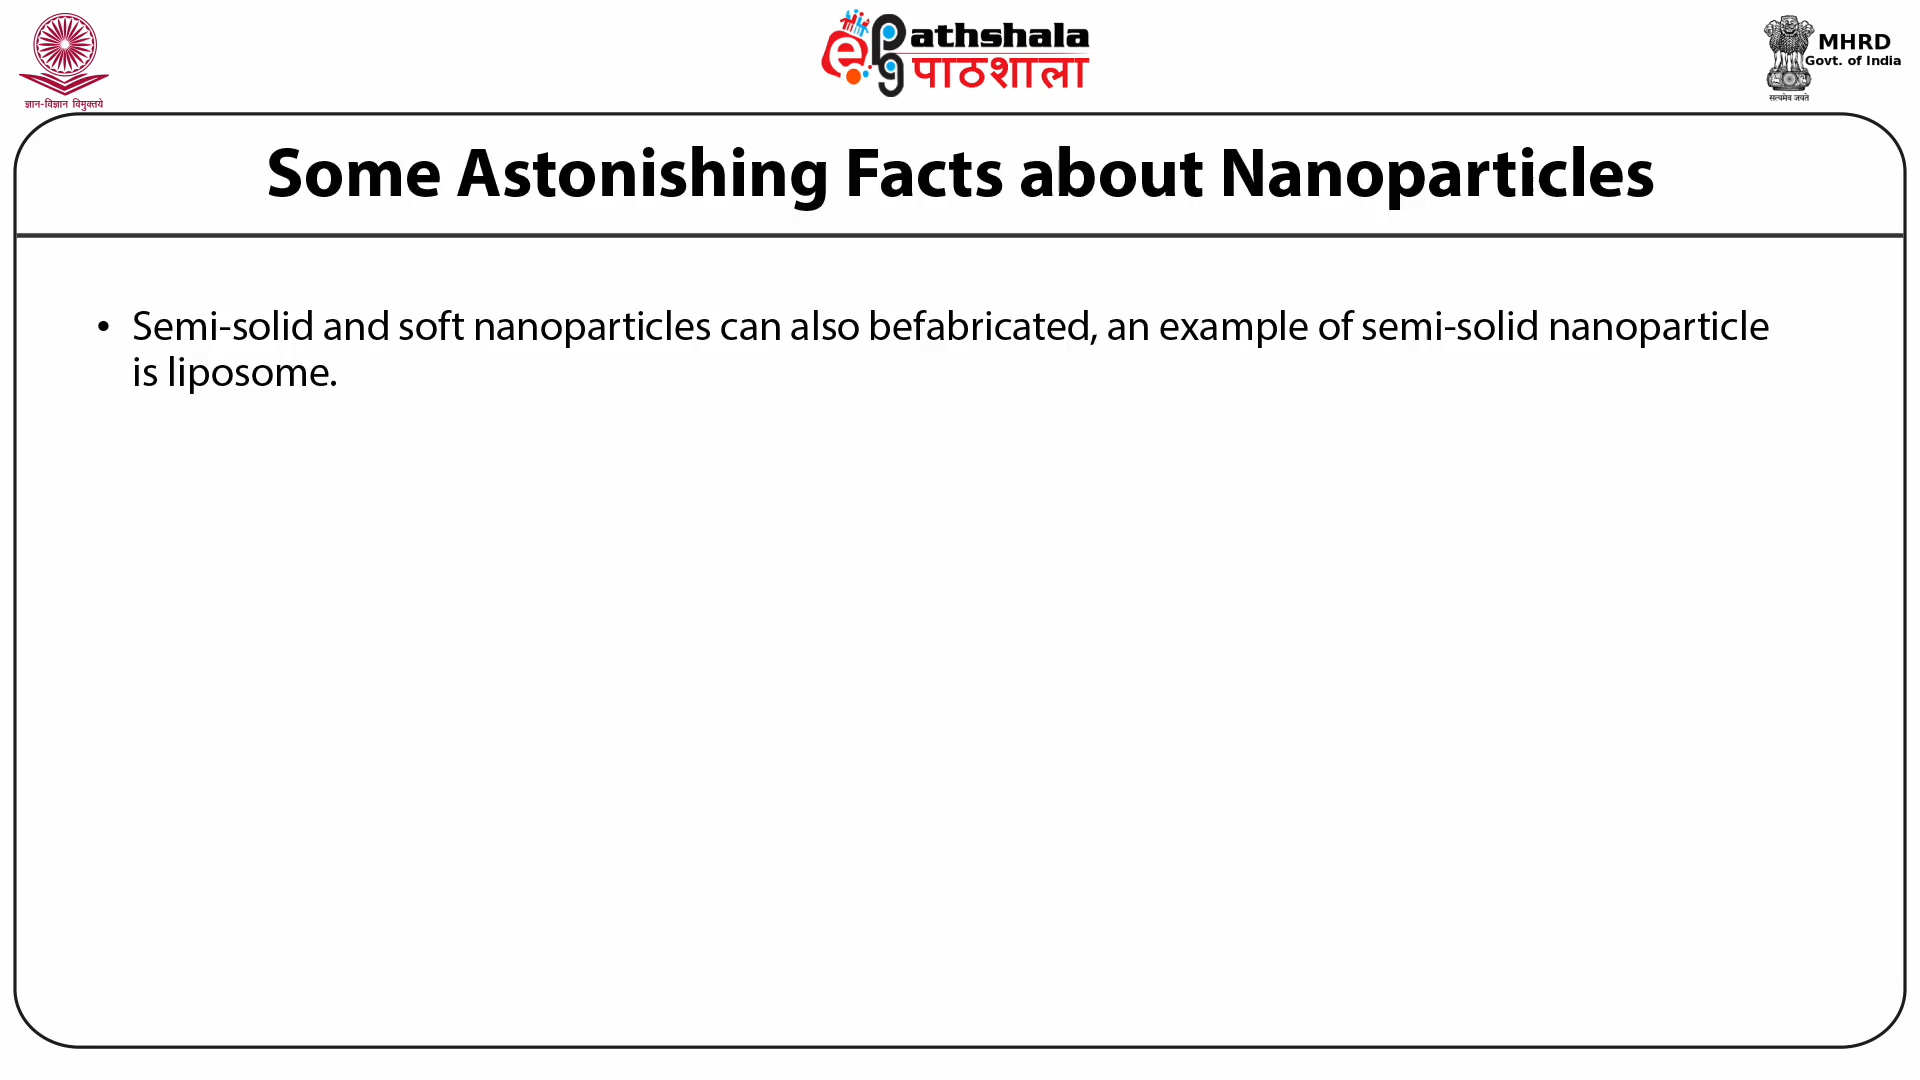 ज्ञान-विज्ञान विमुक्तये
ePathshala
पाठशाला
MHRD
Govt. of India
सत्यमेव जयते
Some Astonishing Facts about Nanoparticles
• Semi-solid and soft nanoparticles can also befabricated, an example of semi-solid nanoparticle
is liposome.